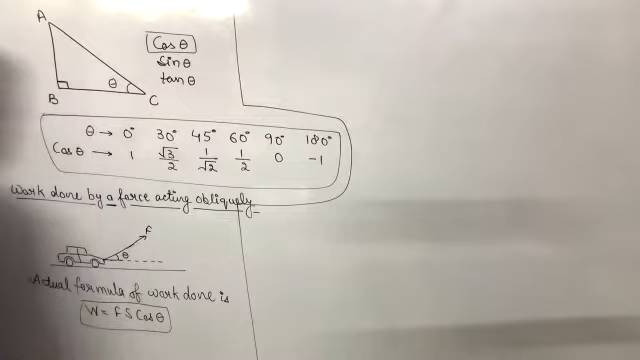 A
B
θ
C
Cos θ
sin θ
tan θ
θ → 0° 30° 45° 60° 90° 180°
Cos θ → 1 √3/2 1/√2 1/2 0 -1
Work done by a force acting obliquely
F
θ
Actual formula of work done is
W = F S Cos θ